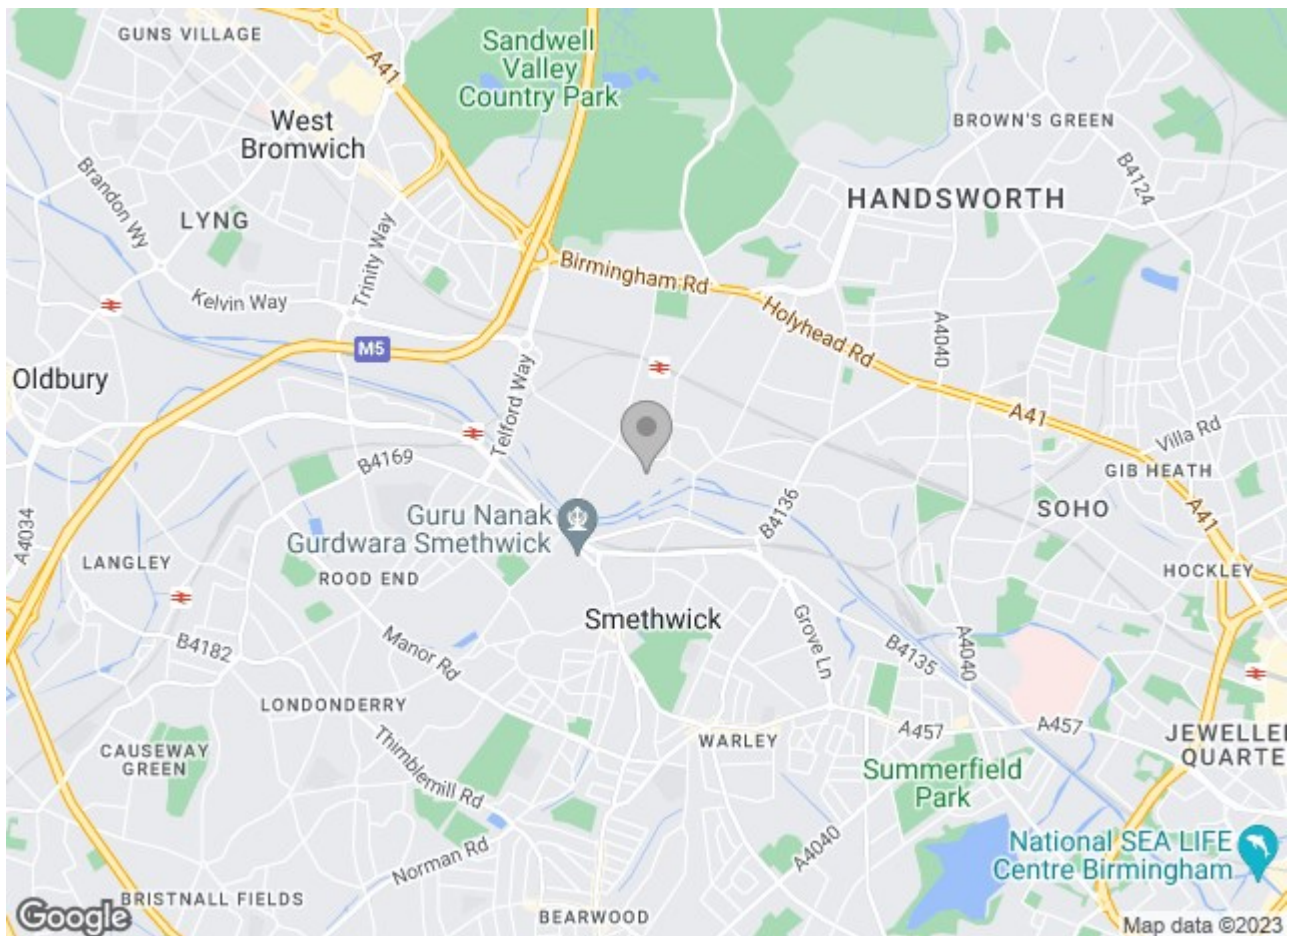 GUNS VILLAGE
A41
Sandwell
Valley
Country Park
BROWN'S GREEN
West
Bromwich
B4124
Brandon Wy
LYNG
HANDSWORTH
Trinity Way
Birmingham Rd
Kelvin Way
Holyhead Rd
A4040
M5
Oldbury
Telford Way
A41
Villa Rd
B4169
GIB HEATH
B4136
SOHO
A41
Guru Nanak
Gurdwara Smethwick
A4034
LANGLEY
ROOD END
HOCKLEY
Smethwick
Grove Ln
B4182
Manor Rd
B4135
A4040
LONDONDERRY
A457
A457
WARLEY
JEWELLE
QUARTE
CAUSEWAY
GREEN
Thimblemill Rd
Summerfield
Park
A4040
National SEA LIFE
Centre Birmingham
Norman Rd
BRISTNALL FIELDS
BEARWOOD
Google
Map data ©2023